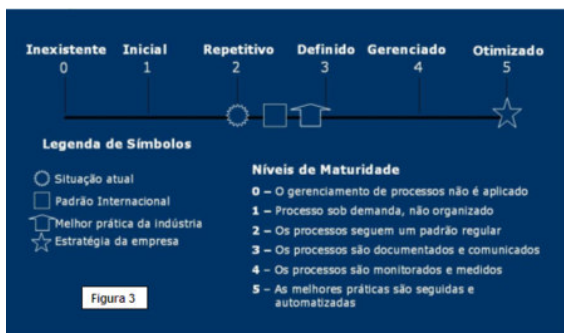 Inexistente Inicial Repetitivo Definido Gerenciado Otimizado
0 1 2 3 4 5
Legenda de Símbolos
Situação atual
Padrão Internacional
Melhor prática da indústria
Estratégia da empresa
Figura 3
Níveis de Maturidade
0 – O gerenciamento de processos não é aplicado
1 – Processo sob demanda, não organizado
2 – Os processos seguem um padrão regular
3 – Os processos são documentados e comunicados
4 – Os processos são monitorados e medidos
5 – As melhores práticas são seguidas e
automatizadas